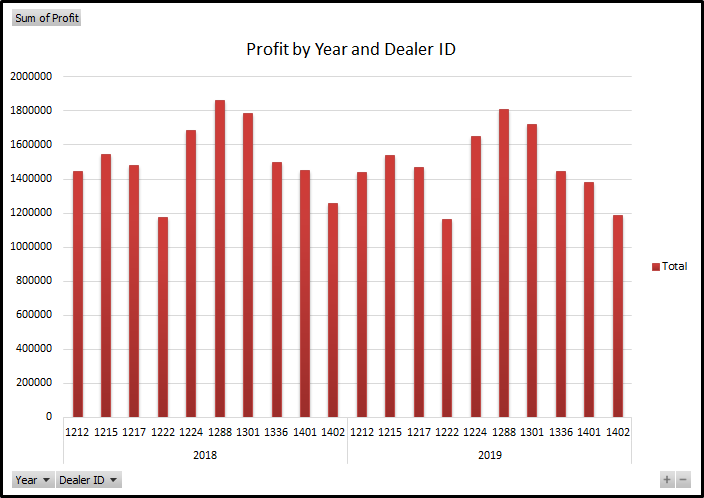 Sum of Profit
Profit by Year and Dealer ID
2000000
1800000
1600000
1400000
1200000
1000000
800000
600000
400000
200000
0
1212 1215 1217 1222 1224 1288 1301 1336 1401 1402 1212 1215 1217 1222 1224 1288 1301 1336 1401 1402
2018 2019
Total
Year Dealer ID
+ −